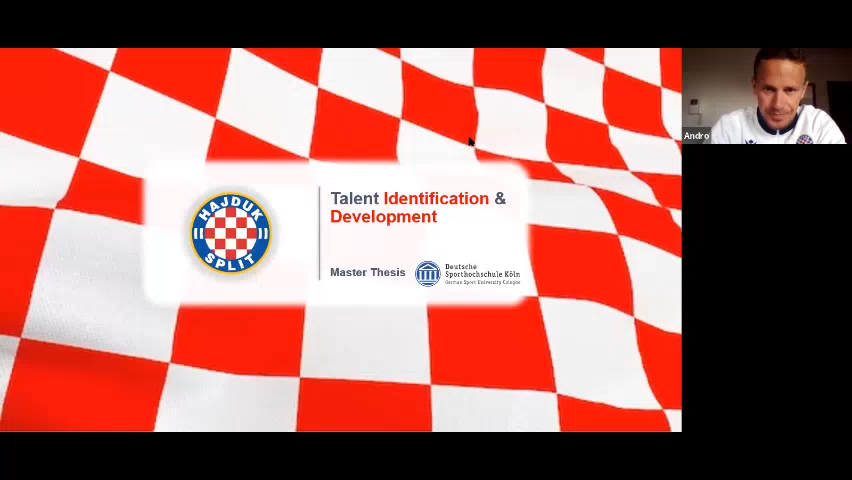 Andro
HAJDUK
SPLIT
Talent Identification &
Development
Master Thesis
Deutsche
Sporthochschule Köln
German Sport University Cologne